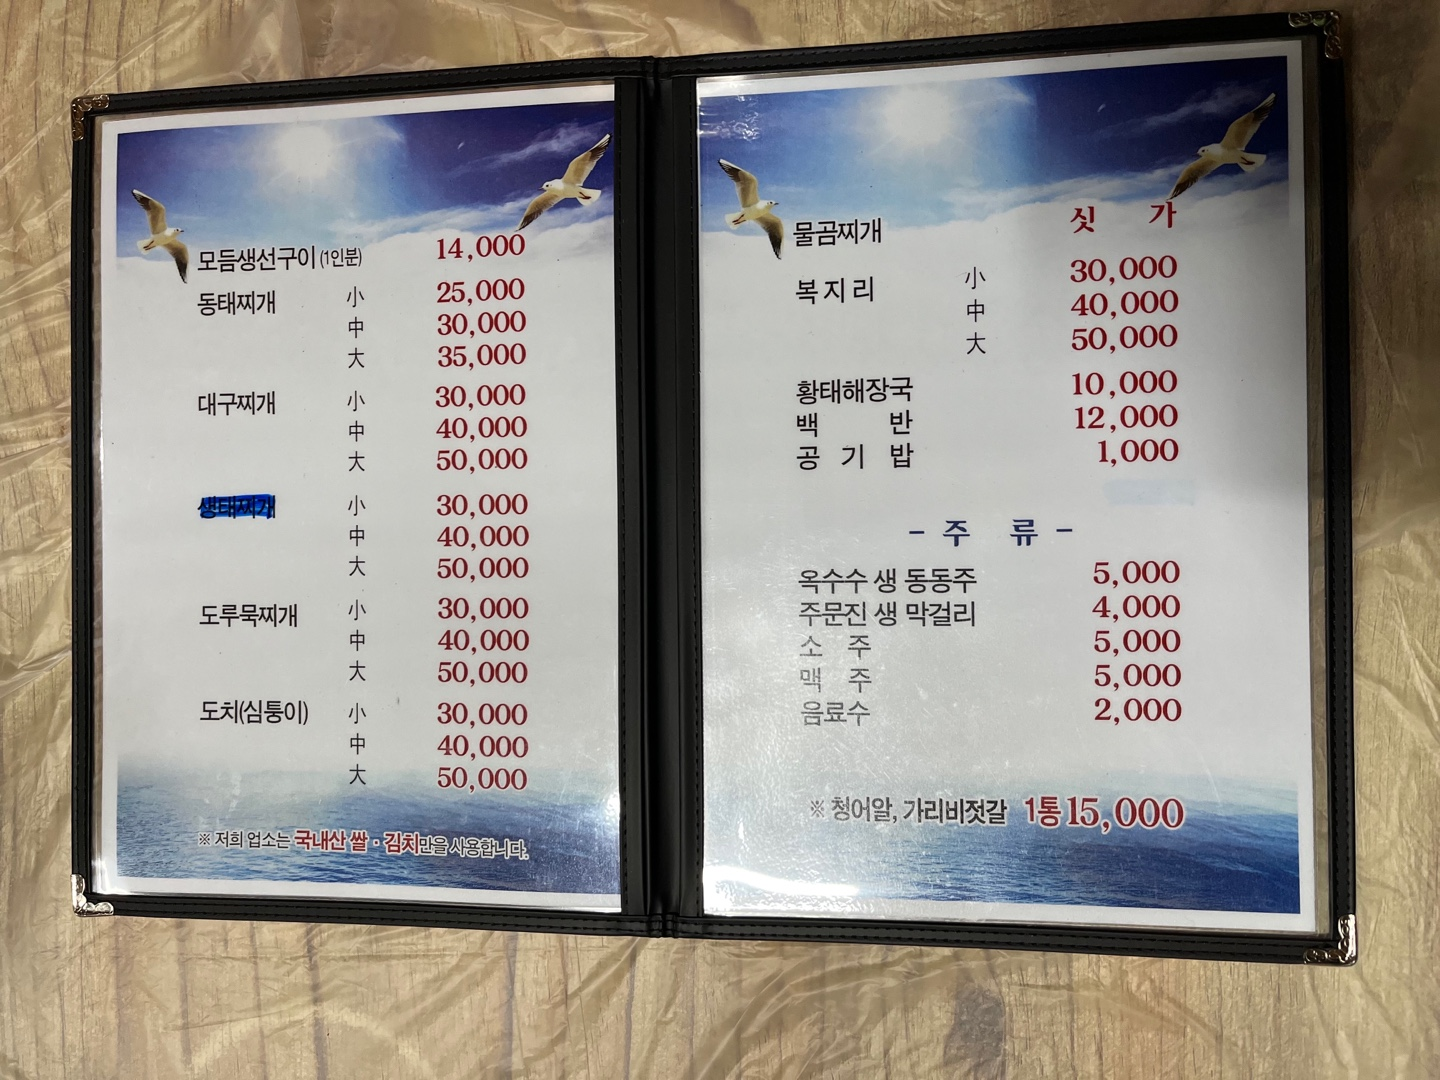 모듬생선구이 (1인분) 14,000
동태찌개 小 25,000
中 30,000
大 35,000
대구찌개 小 30,000
中 40,000
大 50,000
생태찌개 小 30,000
中 40,000
大 50,000
도루묵찌개 小 30,000
中 40,000
大 50,000
도치(심퉁이) 小 30,000
中 40,000
大 50,000
※ 저희 업소는 국내산 쌀·김치만을 사용합니다.
물곰찌개 싯 가
복지리 小 30,000
中 40,000
大 50,000
황태해장국 10,000
백 반 12,000
공 기 밥 1,000
- 주 류 -
옥수수 생 동동주 5,000
주문진 생 막걸리 4,000
소 주 5,000
맥 주 5,000
음료수 2,000
※ 청어알, 가리비젓갈 1통 15,000